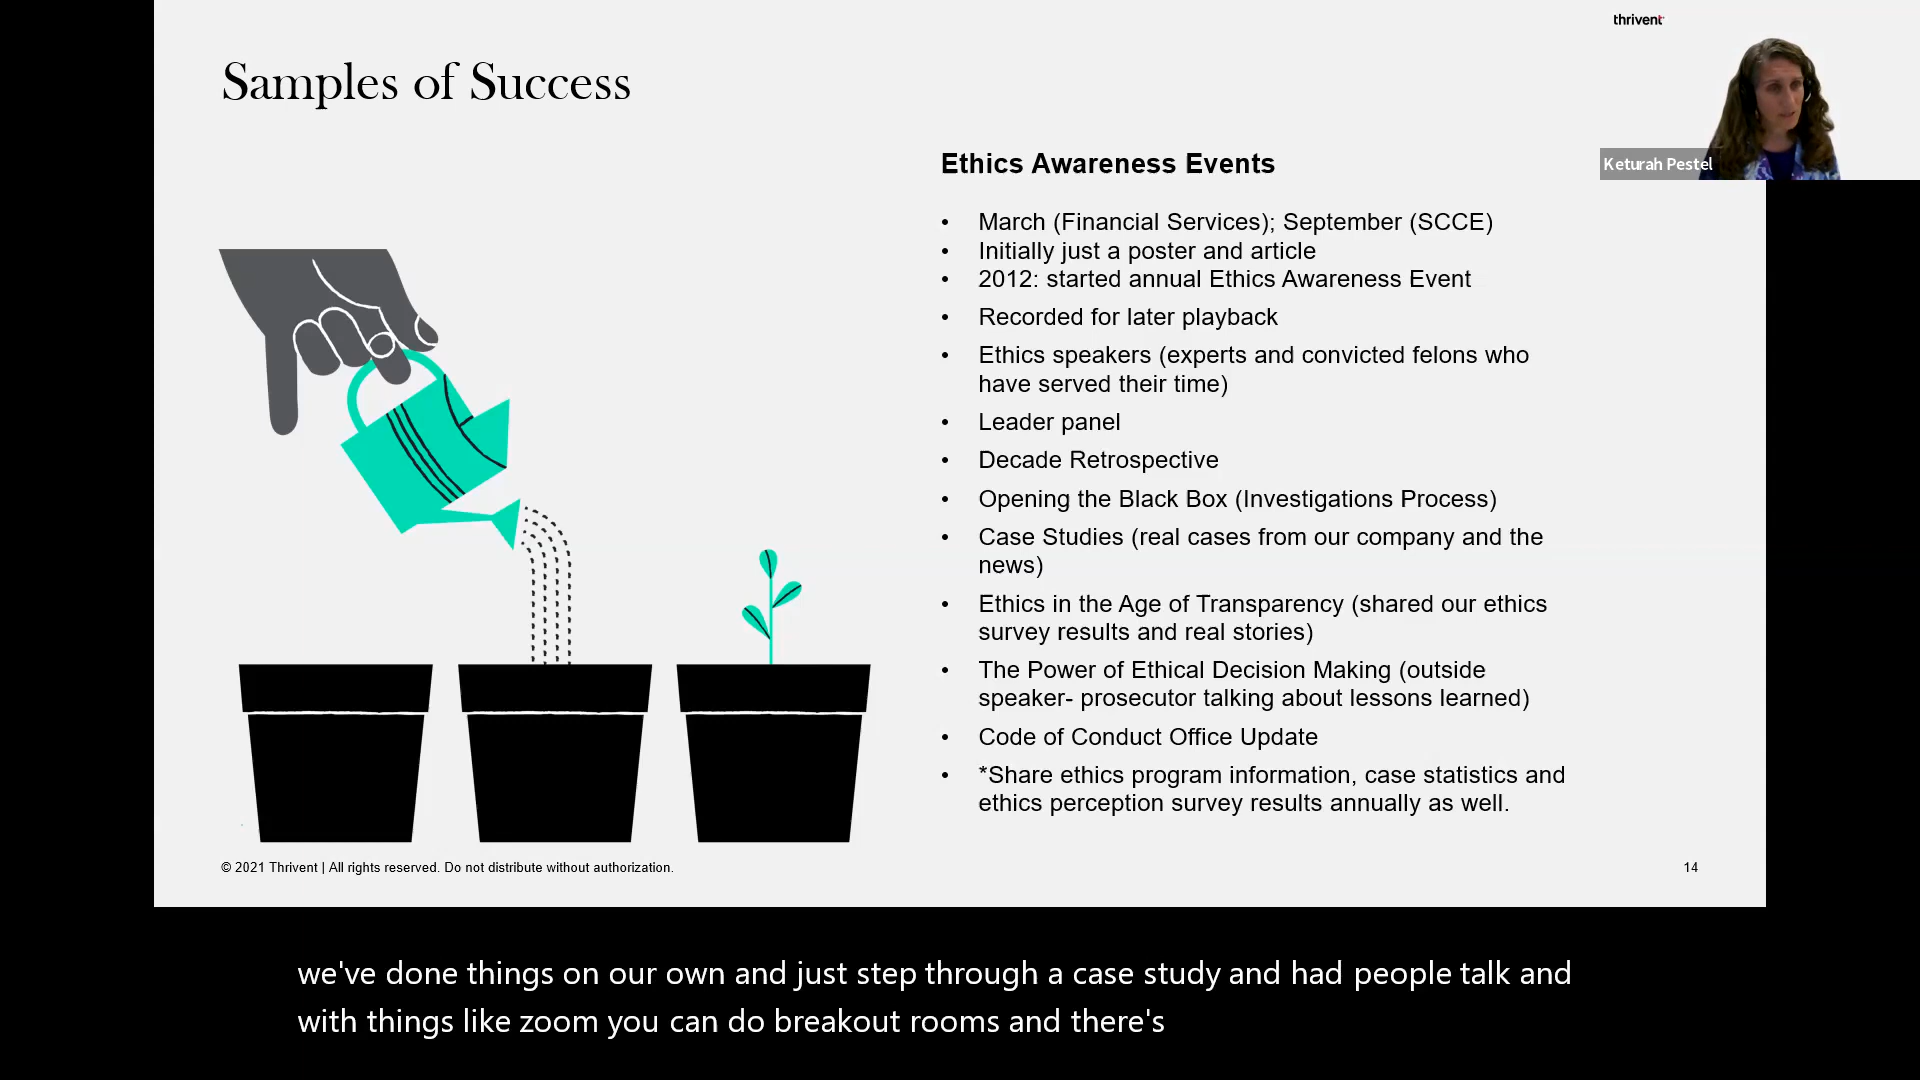 thrivent
Samples of Success
Keturah Pestel
Ethics Awareness Events
• March (Financial Services); September (SCCE)
• Initially just a poster and article
• 2012: started annual Ethics Awareness Event
• Recorded for later playback
• Ethics speakers (experts and convicted felons who
have served their time)
• Leader panel
• Decade Retrospective
• Opening the Black Box (Investigations Process)
• Case Studies (real cases from our company and the
news)
• Ethics in the Age of Transparency (shared our ethics
survey results and real stories)
• The Power of Ethical Decision Making (outside
speaker- prosecutor talking about lessons learned)
• Code of Conduct Office Update
• *Share ethics program information, case statistics and
ethics perception survey results annually as well.
© 2021 Thrivent | All rights reserved. Do not distribute without authorization.
14
we've done things on our own and just step through a case study and had people talk and
with things like zoom you can do breakout rooms and there's